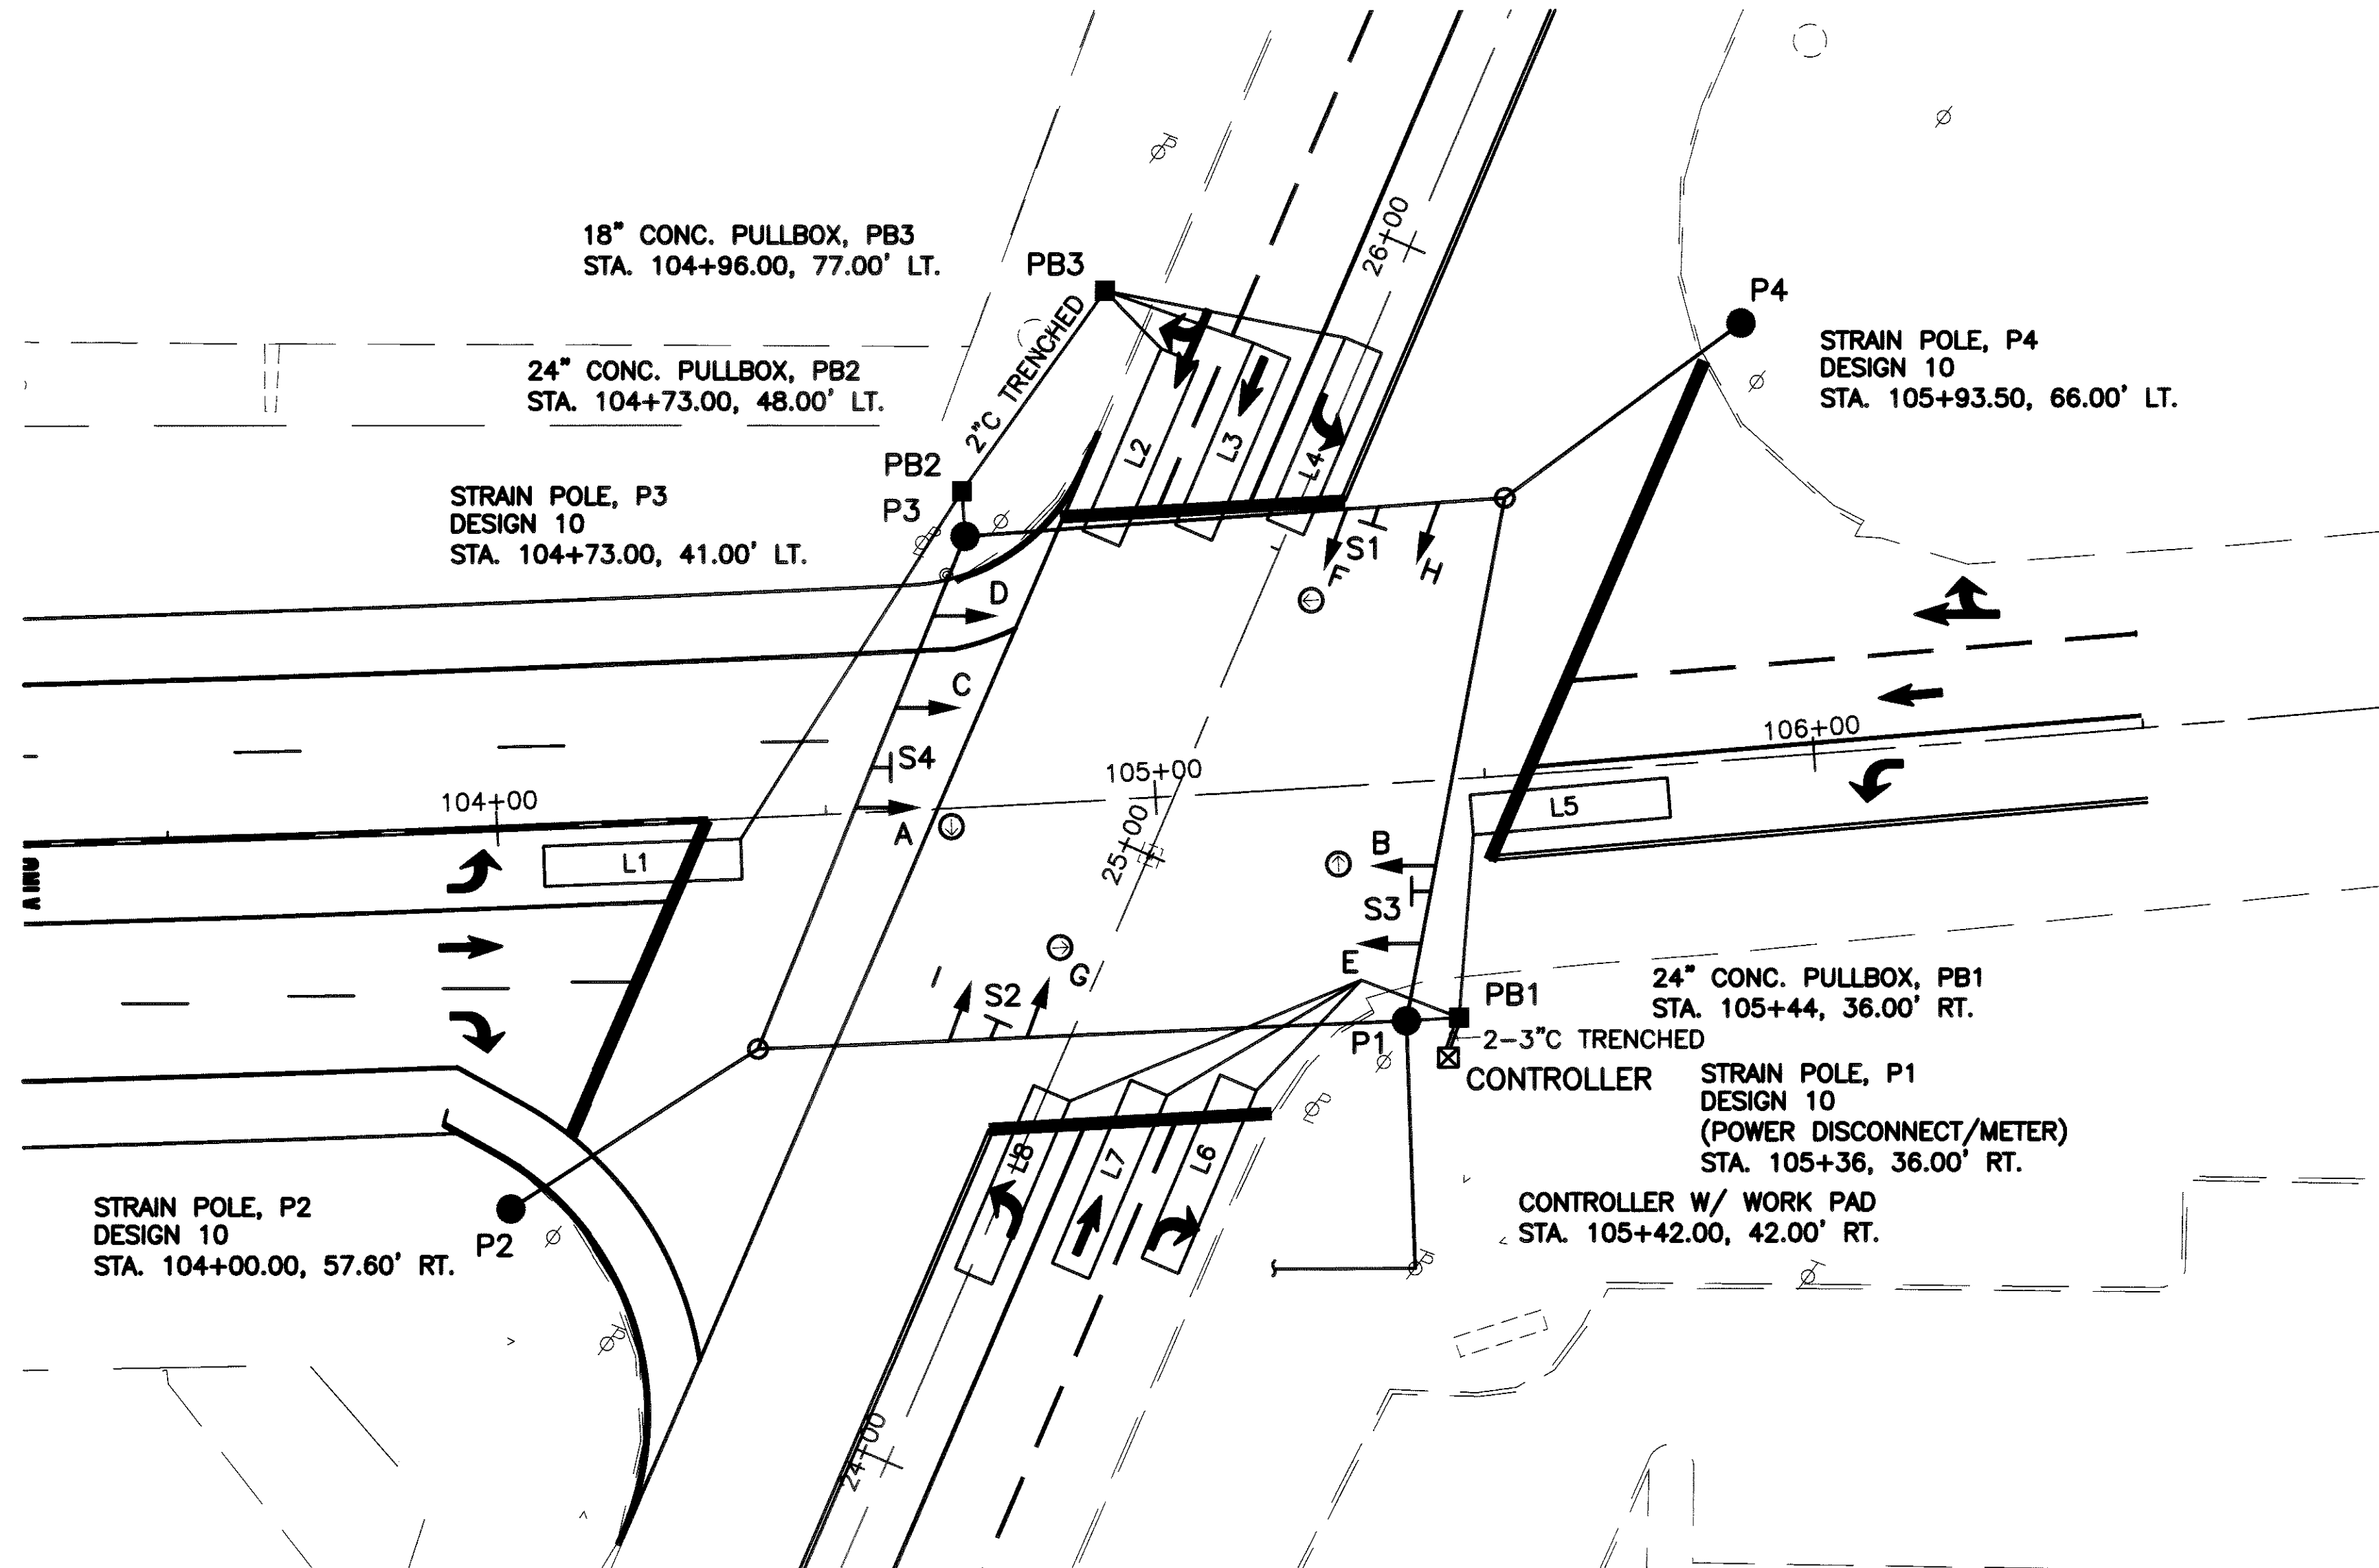 18" CONC. PULLBOX, PB3
STA. 104+96.00, 77.00' LT.
PB3
26+00
P4
2"C TRENCHED
STRAIN POLE, P4
DESIGN 10
STA. 105+93.50, 66.00' LT.
24" CONC. PULLBOX, PB2
STA. 104+73.00, 48.00' LT.
L2
L3
L4
PB2
P3
STRAIN POLE, P3
DESIGN 10
STA. 104+73.00, 41.00' LT.
S1
F
H
D
C
S4
106+00
105+00
104+00
A
25+00
L5
L1
B
S3
E
I
S2
G
24" CONC. PULLBOX, PB1
STA. 105+44, 36.00' RT.
PB1
P1
2-3"C TRENCHED
CONTROLLER
STRAIN POLE, P1
DESIGN 10
(POWER DISCONNECT/METER)
STA. 105+36, 36.00' RT.
L8
L7
L6
CONTROLLER W/ WORK PAD
STA. 105+42.00, 42.00' RT.
STRAIN POLE, P2
DESIGN 10
STA. 104+00.00, 57.60' RT.
P2
24+00